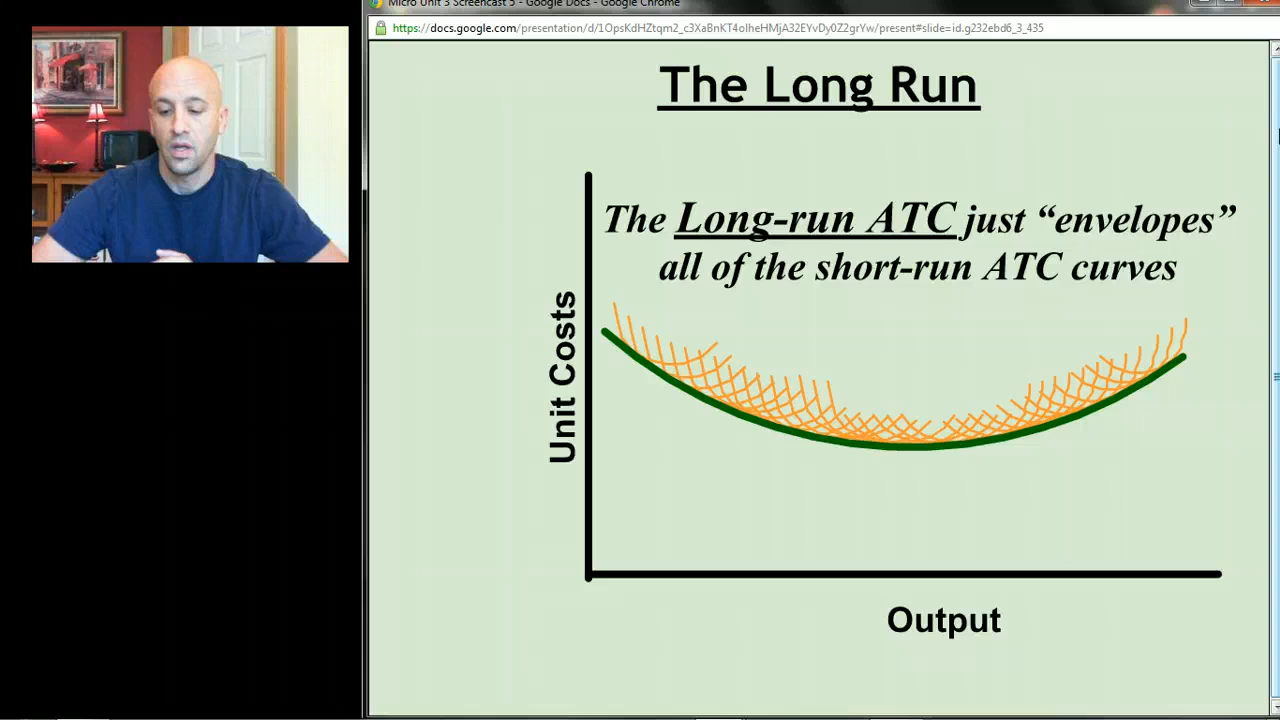 Micro Unit 3 Screencast 5 - Google Docs - Google Chrome
https://docs.google.com/presentation/d/1OpsKdHZtqm2_c3XaBnKT4olheHMjA32EYvDy0Z2grYw/present#slide=id.g232ebd6_3_435
The Long Run
The Long-run ATC just “envelopes”
all of the short-run ATC curves
Unit Costs
Output